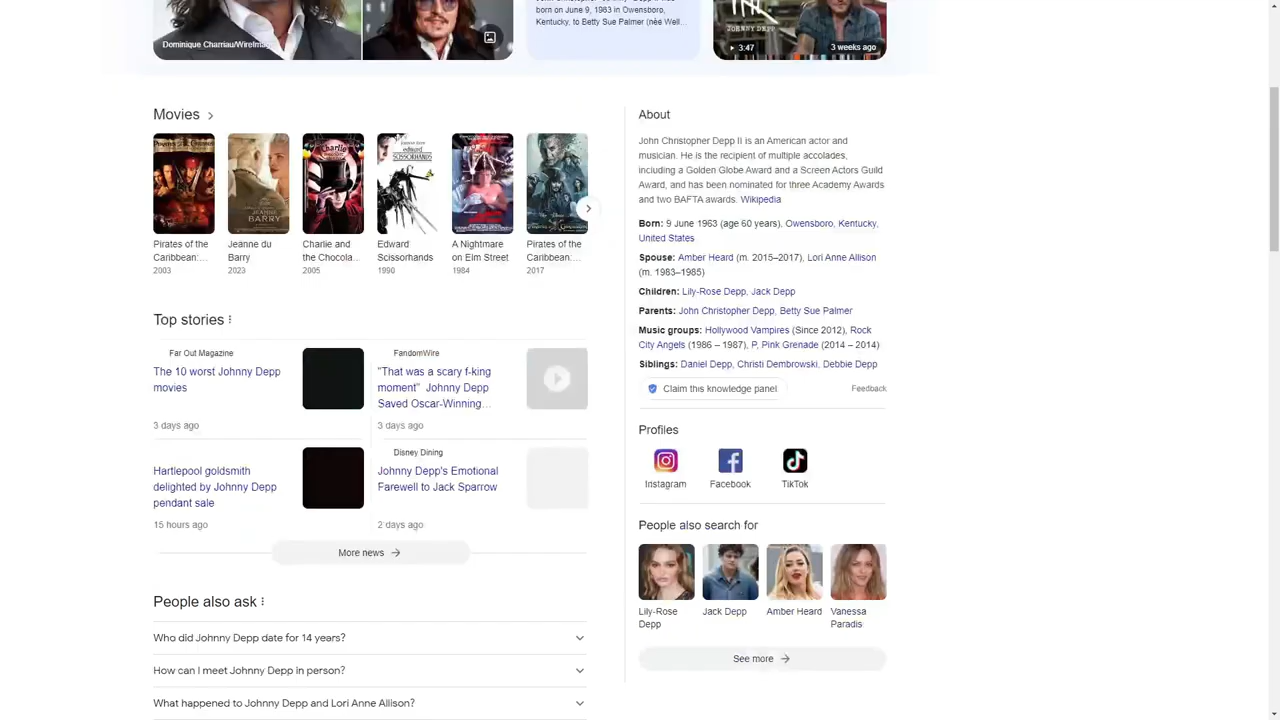 Dominique Charriau/WireImage
born on June 9, 1963 in Owensboro,
Kentucky, to Betty Sue Palmer (née Well...
JOHNNY DEPP
3:47
3 weeks ago
Movies
Pirates of the
Caribbean:...
2003
Jeanne du
Barry
2023
Charlie and
the Chocola...
2005
Edward
Scissorhands
1990
A Nightmare
on Elm Street
1984
Pirates of the
Caribbean:...
2017
Top stories
Far Out Magazine
The 10 worst Johnny Depp
movies
3 days ago
FandomWire
"That was a scary f-king
moment" Johnny Depp
Saved Oscar-Winning...
3 days ago
Hartlepool goldsmith
delighted by Johnny Depp
pendant sale
15 hours ago
Disney Dining
Johnny Depp's Emotional
Farewell to Jack Sparrow
2 days ago
More news
People also ask
Who did Johnny Depp date for 14 years?
How can I meet Johnny Depp in person?
What happened to Johnny Depp and Lori Anne Allison?
About
John Christopher Depp II is an American actor and
musician. He is the recipient of multiple accolades,
including a Golden Globe Award and a Screen Actors Guild
Award, and has been nominated for three Academy Awards
and two BAFTA awards. Wikipedia
Born: 9 June 1963 (age 60 years), Owensboro, Kentucky,
United States
Spouse: Amber Heard (m. 2015–2017), Lori Anne Allison
(m. 1983–1985)
Children: Lily-Rose Depp, Jack Depp
Parents: John Christopher Depp, Betty Sue Palmer
Music groups: Hollywood Vampires (Since 2012), Rock
City Angels (1986 – 1987), P. Pink Grenade (2014 – 2014)
Siblings: Daniel Depp, Christi Dembrowski, Debbie Depp
Claim this knowledge panel
Feedback
Profiles
Instagram
Facebook
TikTok
People also search for
Lily-Rose
Depp
Jack Depp
Amber Heard
Vanessa
Paradis
See more